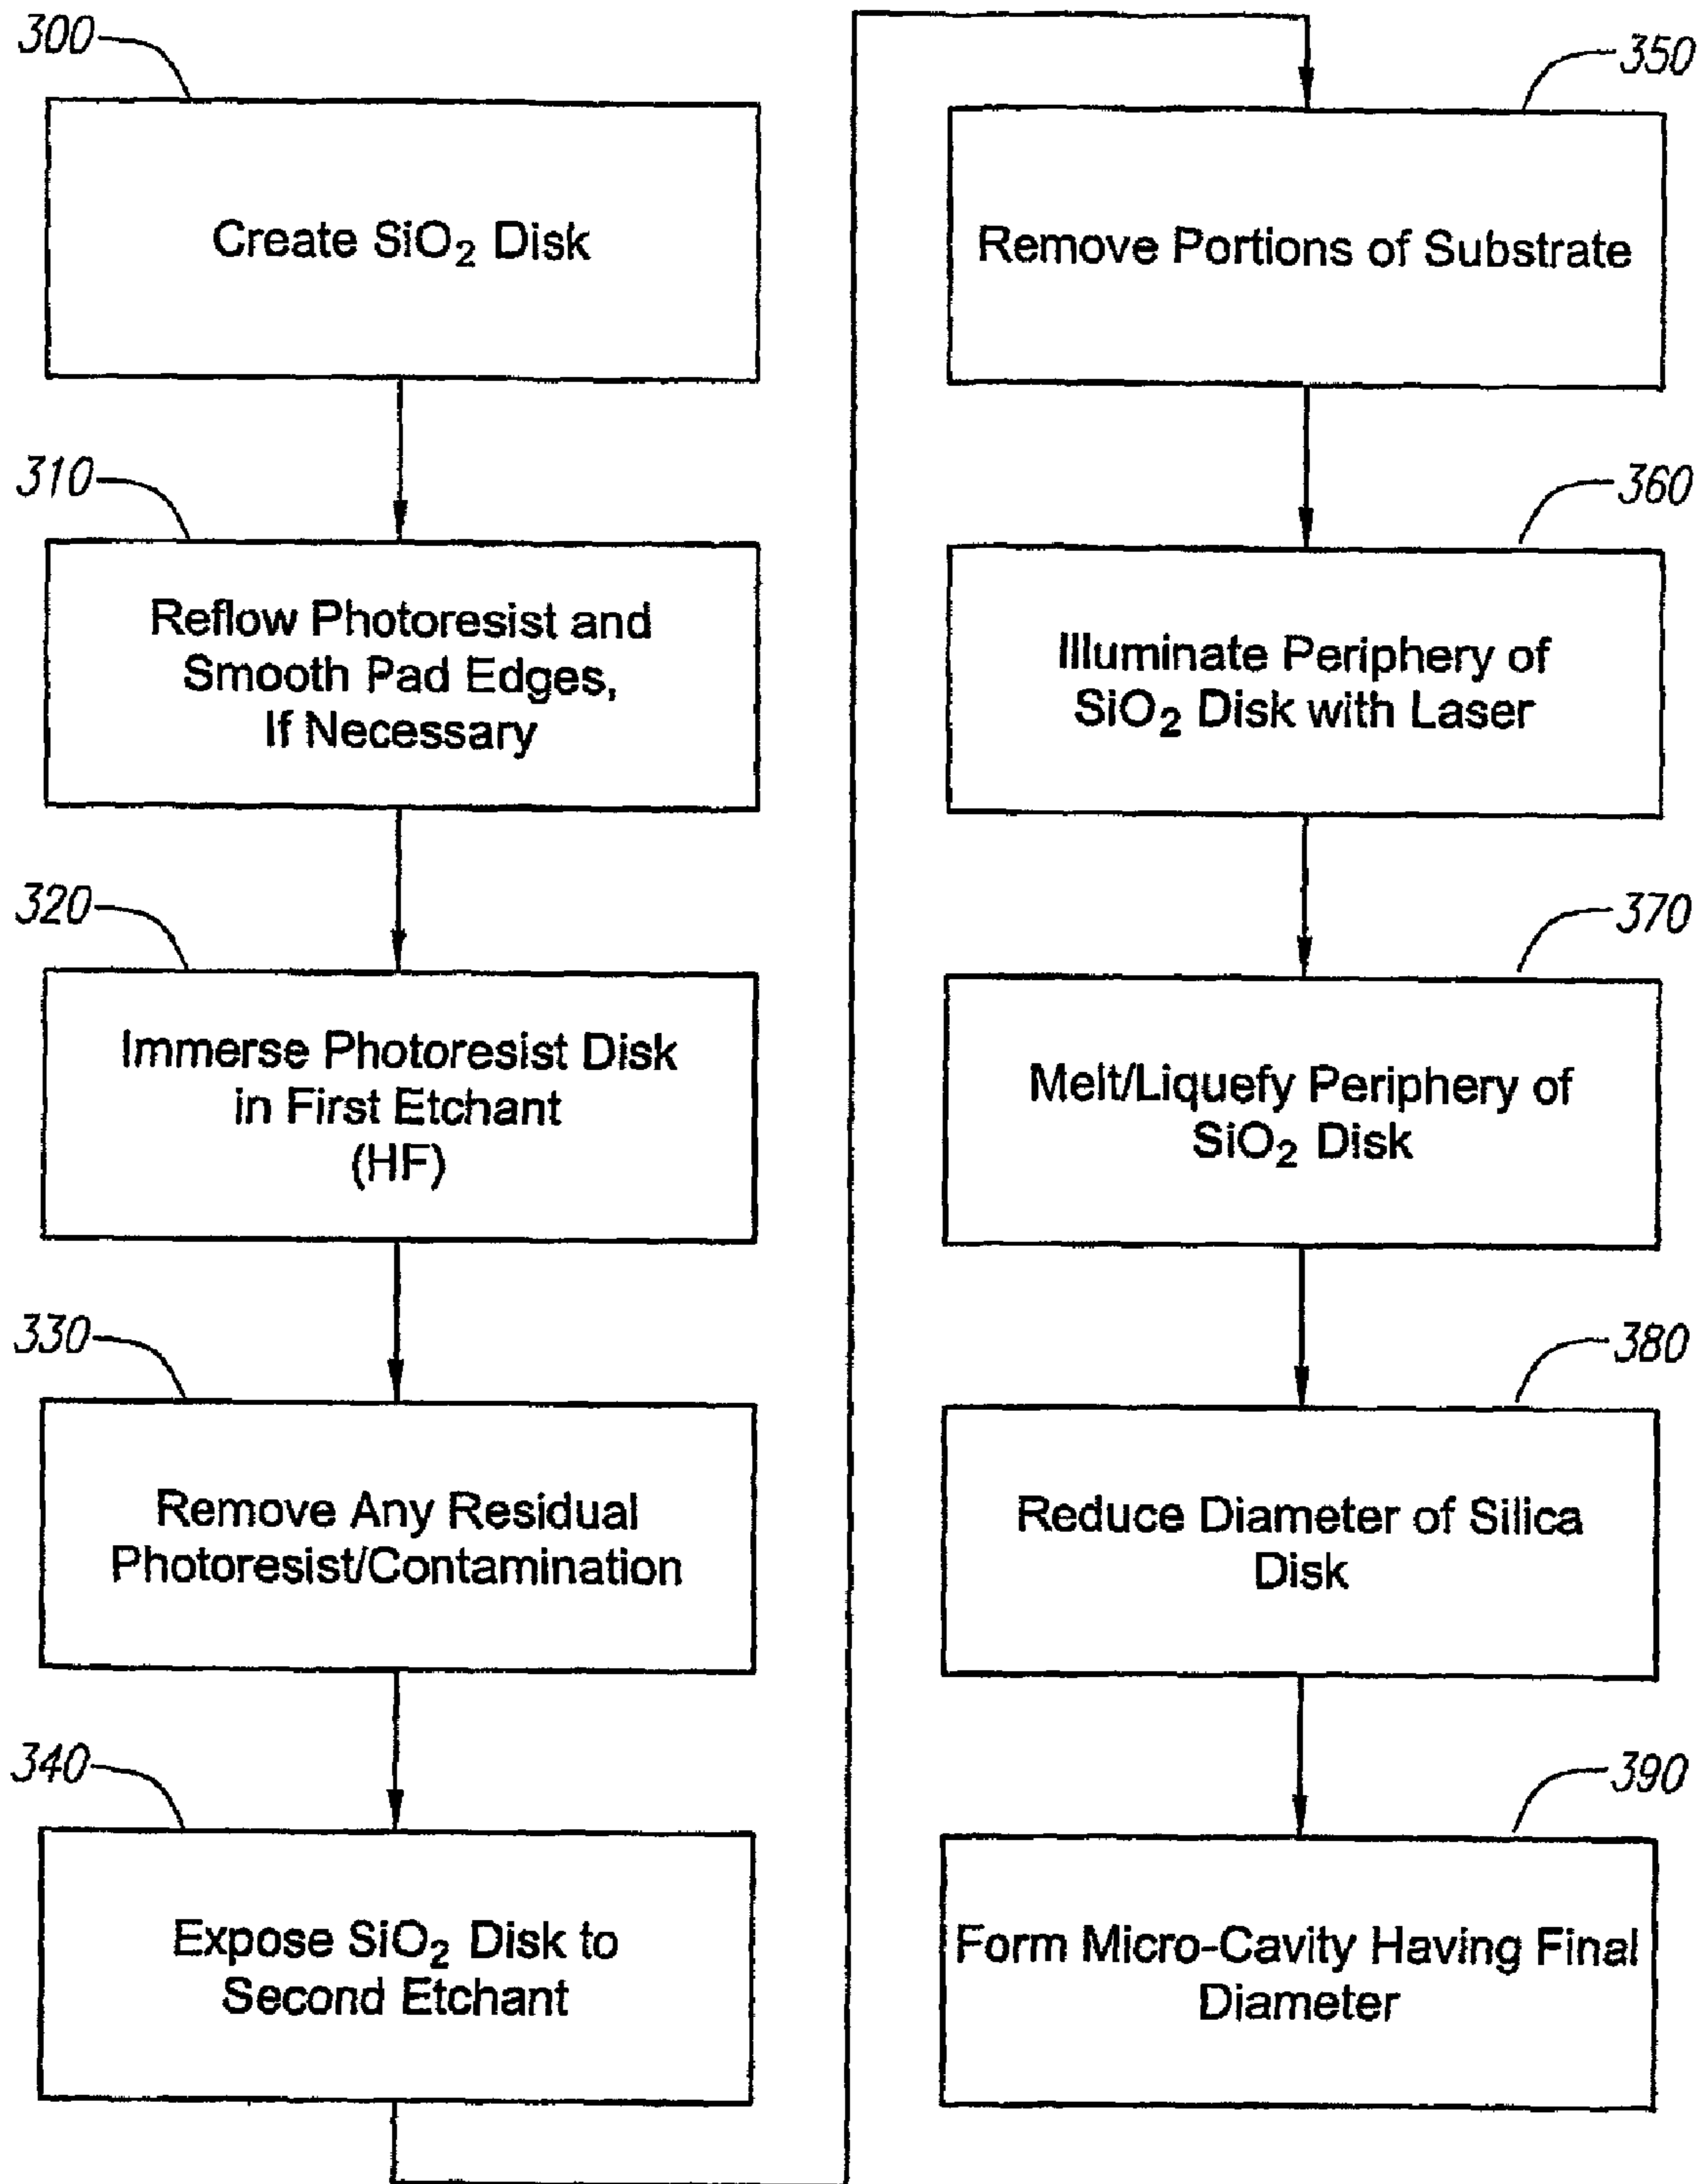 300
Create SiO₂ Disk
310
Reflow Photoresist and
Smooth Pad Edges,
If Necessary
320
Immerse Photoresist Disk
in First Etchant
(HF)
330
Remove Any Residual
Photoresist/Contamination
340
Expose SiO₂ Disk to
Second Etchant
350
Remove Portions of Substrate
360
Illuminate Periphery of
SiO₂ Disk with Laser
370
Melt/Liquefy Periphery of
SiO₂ Disk
380
Reduce Diameter of Silica
Disk
390
Form Micro-Cavity Having Final
Diameter